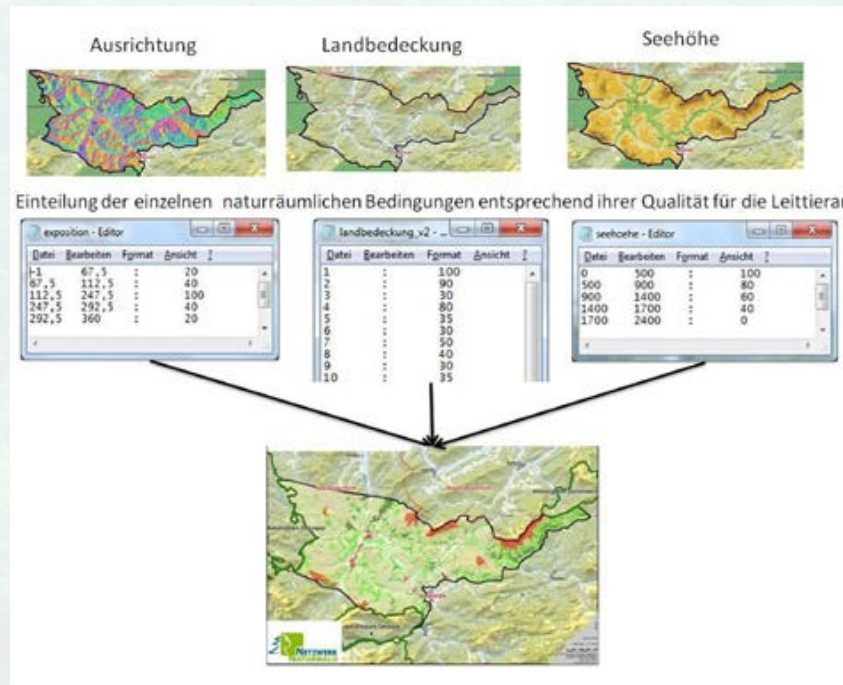 Ausrichtung
Landbedeckung
Seehöhe
Einteilung der einzelnen naturräumlichen Bedingungen entsprechend ihrer Qualität für die Leittierar
exposition - Editor
Datei Bearbeiten Format Ansicht ?
-1 67,5 : 20
67,5 112,5 : 40
112,5 247,5 : 100
247,5 292,5 : 40
292,5 360 : 20
landbedeckung_v2 - ...
Datei Bearbeiten Format Ansicht ?
1 : 100
2 : 90
3 : 30
4 : 80
5 : 35
6 : 30
7 : 50
8 : 40
9 : 30
10 : 35
seehoehe - Editor
Datei Bearbeiten Format Ansicht ?
0 500 : 100
500 900 : 80
900 1400 : 60
1400 1700 : 40
1700 2400 : 0
NETZWERK
NATURWALD